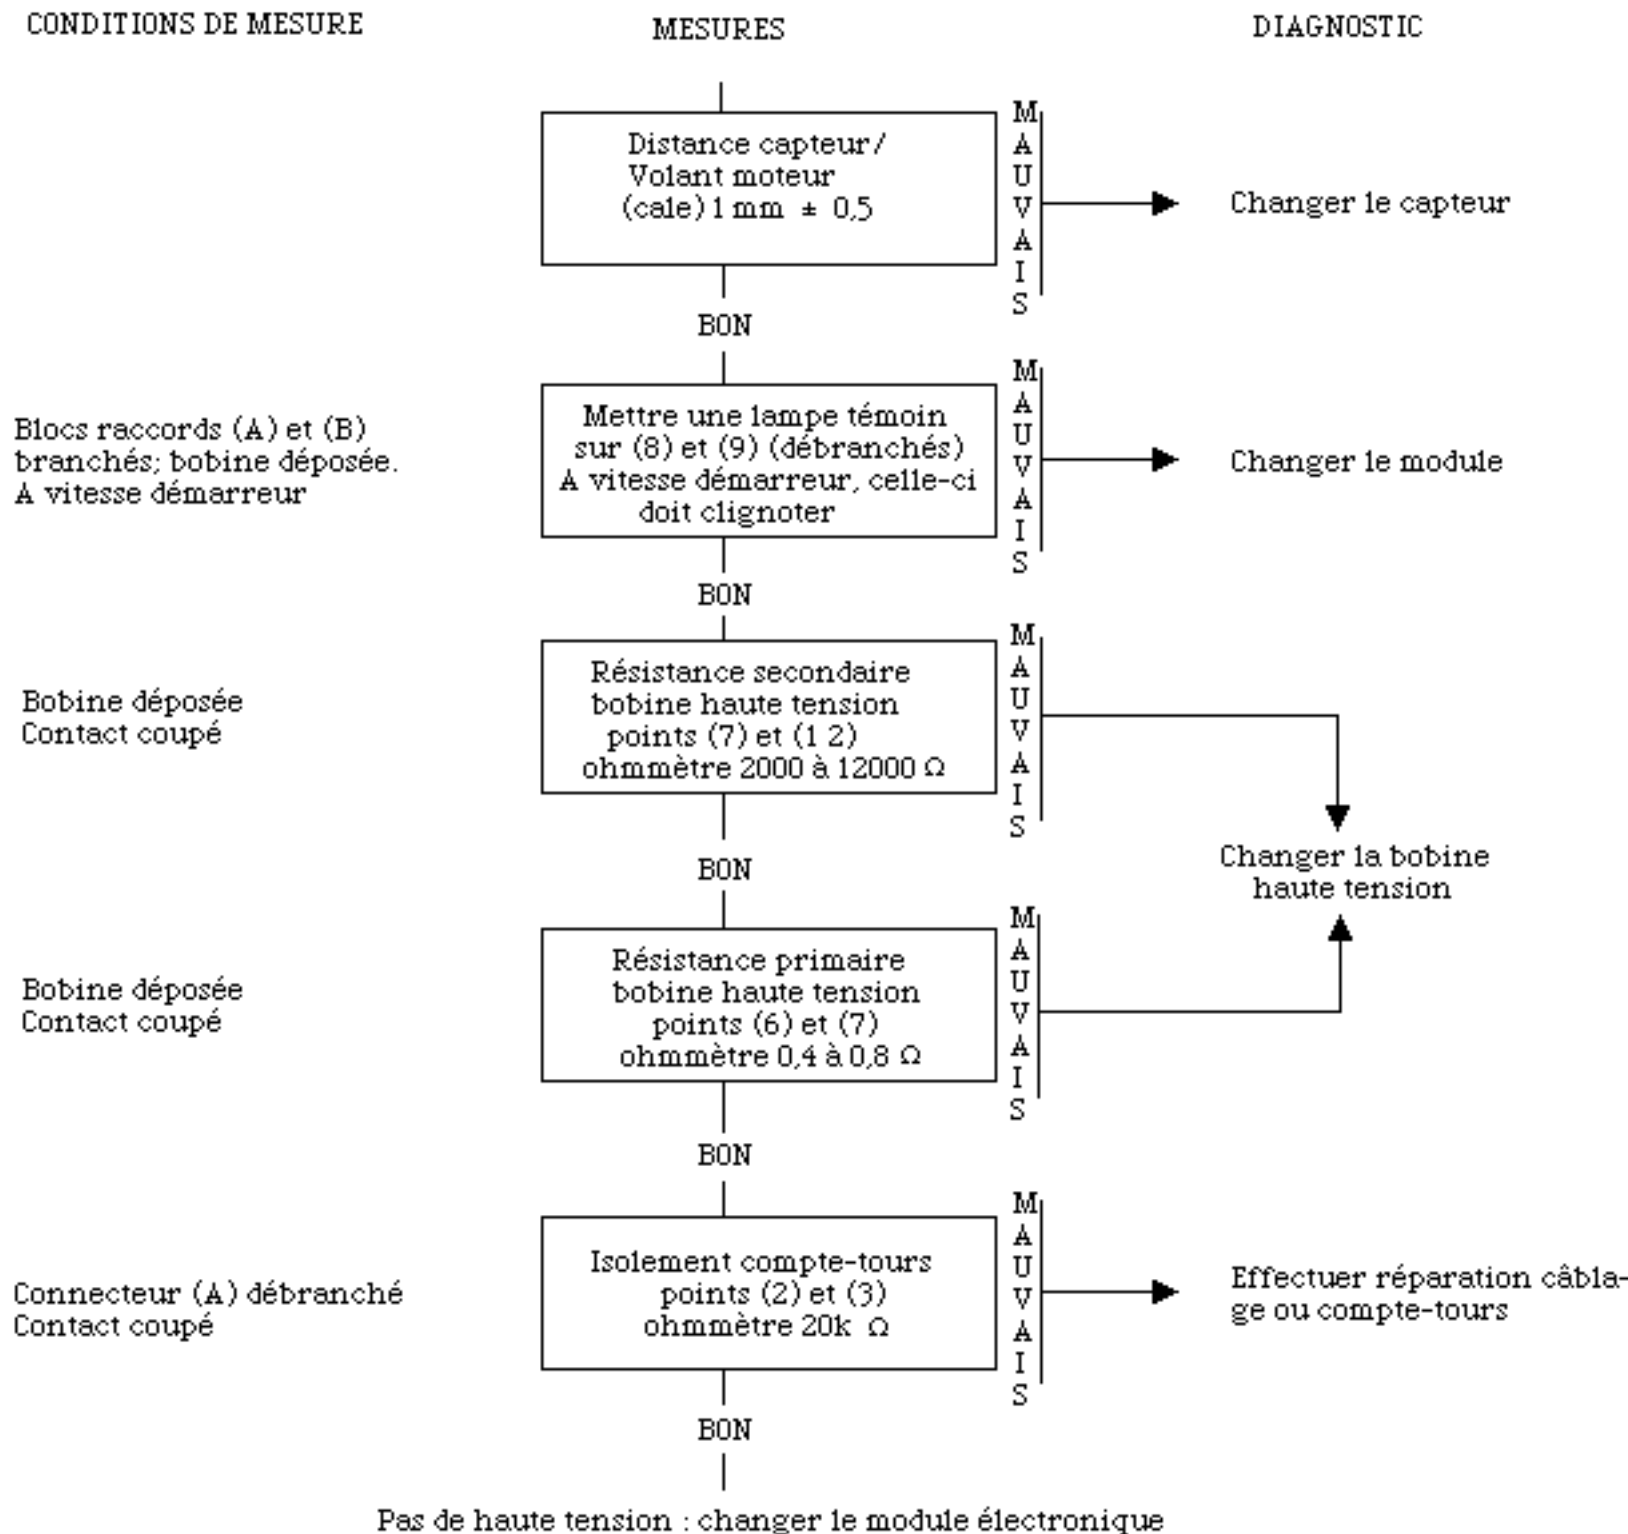 CONDITIONS DE MESURE
MESURES
DIAGNOSTIC
Distance capteur/
Volant moteur
(cale) 1 mm ± 0,5
MAUVAIS
Changer le capteur
BON
Blocs raccords (A) et (B)
branchés; bobine déposée.
A vitesse démarreur
Mettre une lampe témoin
sur (8) et (9) (débranchés)
A vitesse démarreur, celle-ci
doit clignoter
MAUVAIS
Changer le module
BON
Bobine déposée
Contact coupé
Résistance secondaire
bobine haute tension
points (7) et (1 2)
ohmmètre 2000 à 12000 Ω
MAUVAIS
Changer la bobine
haute tension
BON
Bobine déposée
Contact coupé
Résistance primaire
bobine haute tension
points (6) et (7)
ohmmètre 0,4 à 0,8 Ω
MAUVAIS
BON
Connecteur (A) débranché
Contact coupé
Isolement compte-tours
points (2) et (3)
ohmmètre 20k Ω
MAUVAIS
Effectuer réparation câbla-
ge ou compte-tours
BON
Pas de haute tension : changer le module électronique